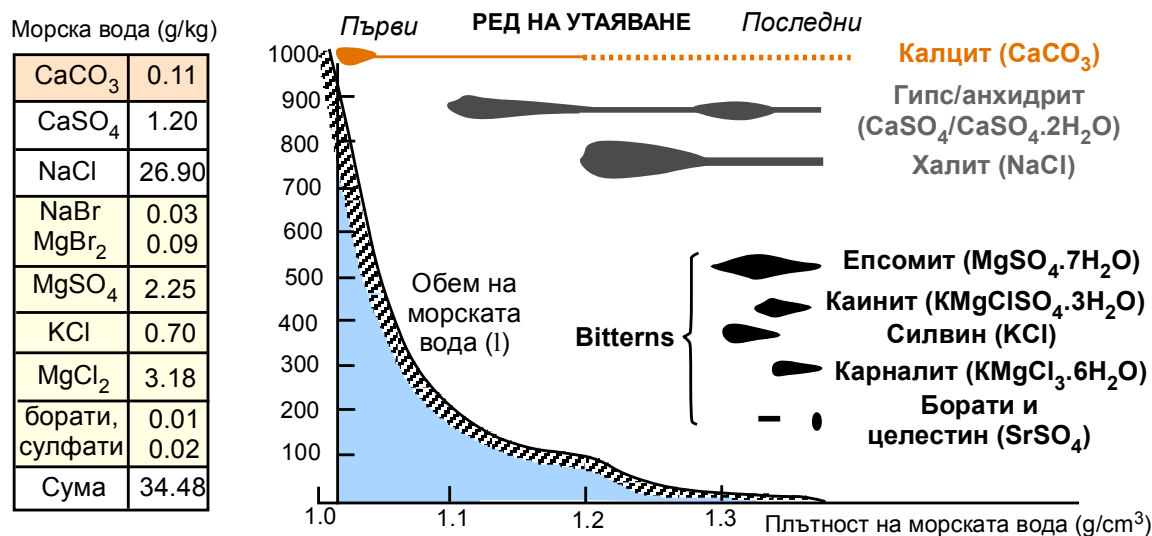 Морска вода (g/kg)
CaCO3 0.11
CaSO4 1.20
NaCl 26.90
NaBr 0.03
MgBr2 0.09
MgSO4 2.25
KCl 0.70
MgCl2 3.18
борати, 0.01
сулфати 0.02
Сума 34.48
Първи РЕД НА УТАЯВАНЕ Последни
1000
900
800
700
600
500
400
300
200
100
1.0 1.1 1.2 1.3
Плътност на морската вода (g/cm3)
Обем на
морската
вода (l)
Калцит (CaCO3)
Гипс/анхидрит
(CaSO4/CaSO4.2H2O)
Халит (NaCl)
Bitterns
Епсомит (MgSO4.7H2O)
Каинит (КMgClSO4.3H2O)
Силвин (KCl)
Карналит (КMgCl3.6H2O)
Борати и
целестин (SrSO4)